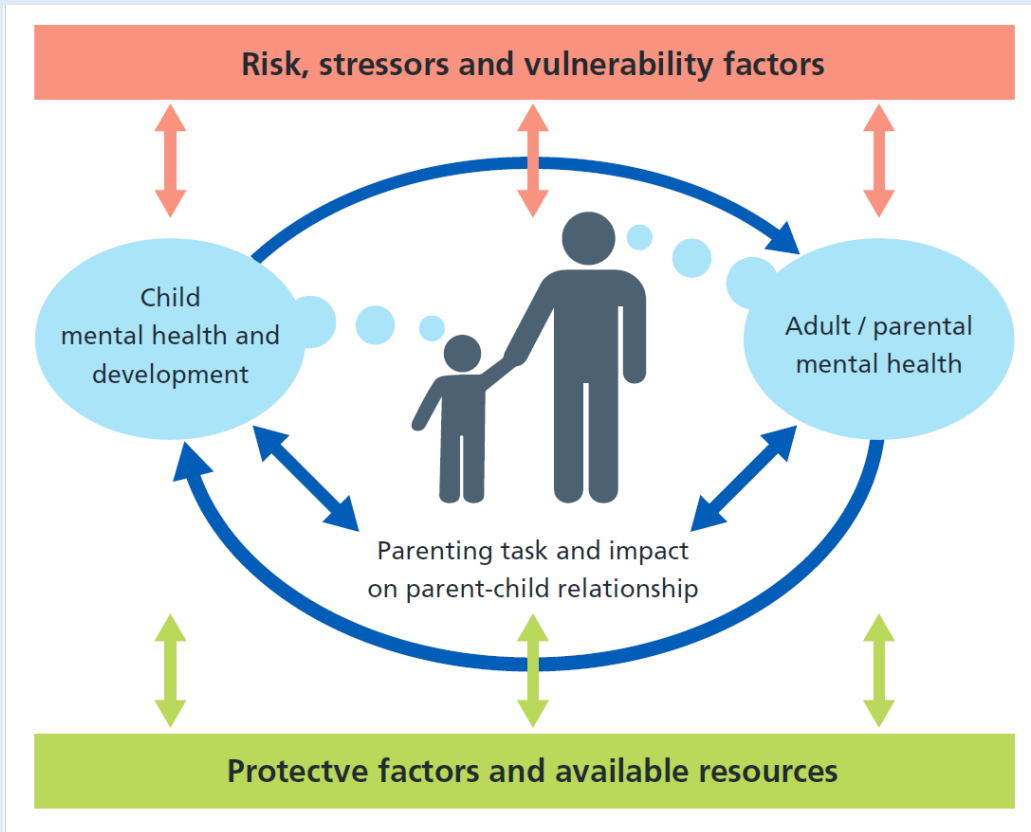 Risk, stressors and vulnerability factors
Child
mental health and
development
Adult / parental
mental health
Parenting task and impact
on parent-child relationship
Protectve factors and available resources